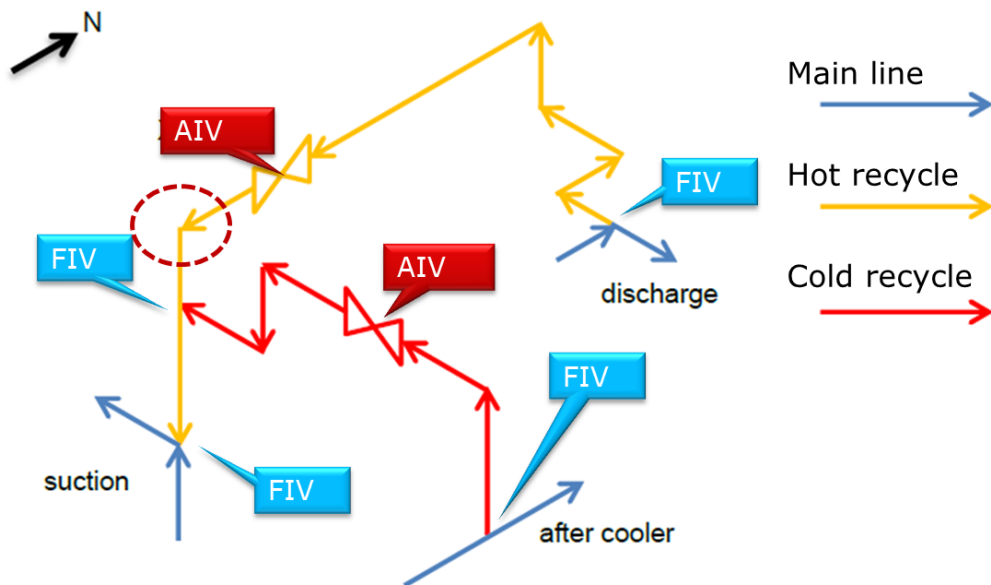 N
Main line
AIV
Hot recycle
FIV
FIV
AIV
Cold recycle
discharge
FIV
suction
FIV
after cooler